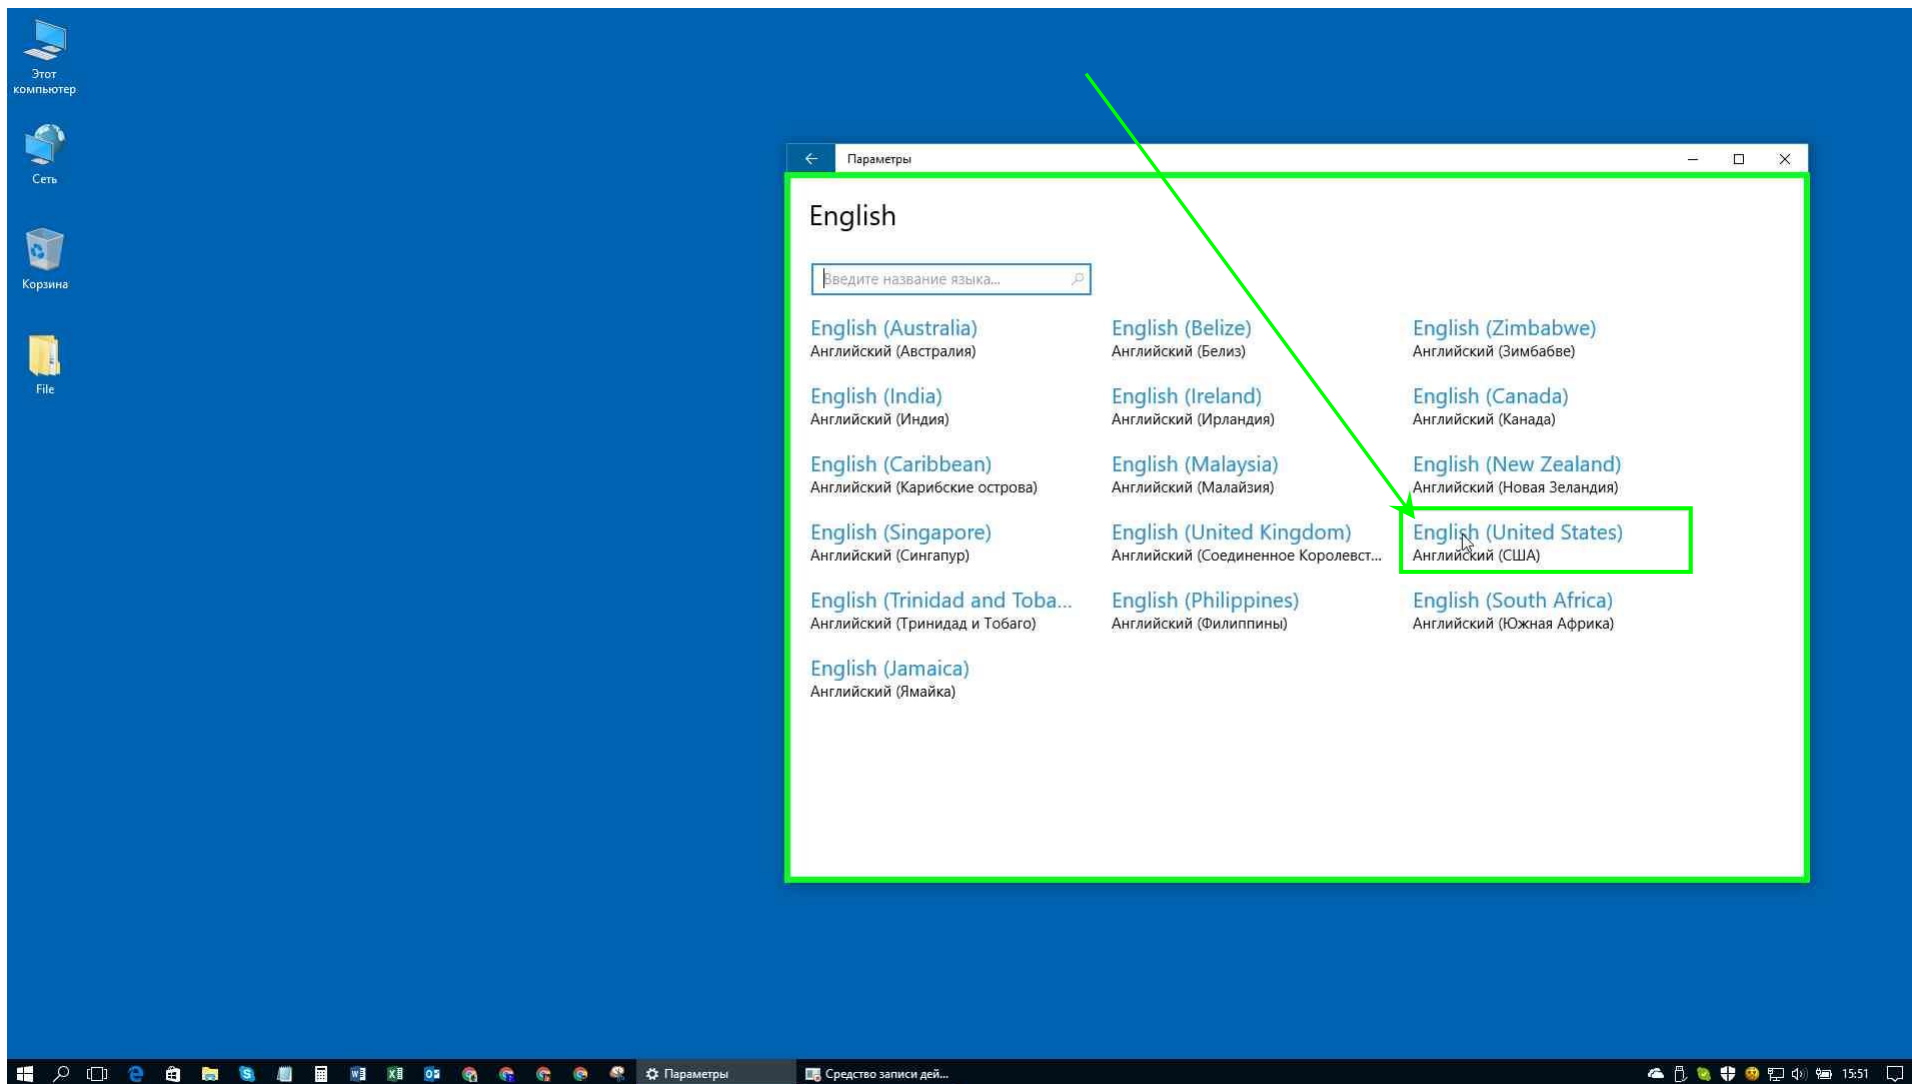 Этот
компьютер
Сеть
Корзина
File
Параметры
English
Введите название языка...
English (Australia)
Английский (Австралия)
English (Belize)
Английский (Белиз)
English (Zimbabwe)
Английский (Зимбабве)
English (India)
Английский (Индия)
English (Ireland)
Английский (Ирландия)
English (Canada)
Английский (Канада)
English (Caribbean)
Английский (Карибские острова)
English (Malaysia)
Английский (Малайзия)
English (New Zealand)
Английский (Новая Зеландия)
English (Singapore)
Английский (Сингапур)
English (United Kingdom)
Английский (Соединенное Королевст...
English (United States)
Английский (США)
English (Trinidad and Toba...
Английский (Тринидад и Тобаго)
English (Philippines)
Английский (Филиппины)
English (South Africa)
Английский (Южная Африка)
English (Jamaica)
Английский (Ямайка)
Параметры
Средство записи дей...
15:51